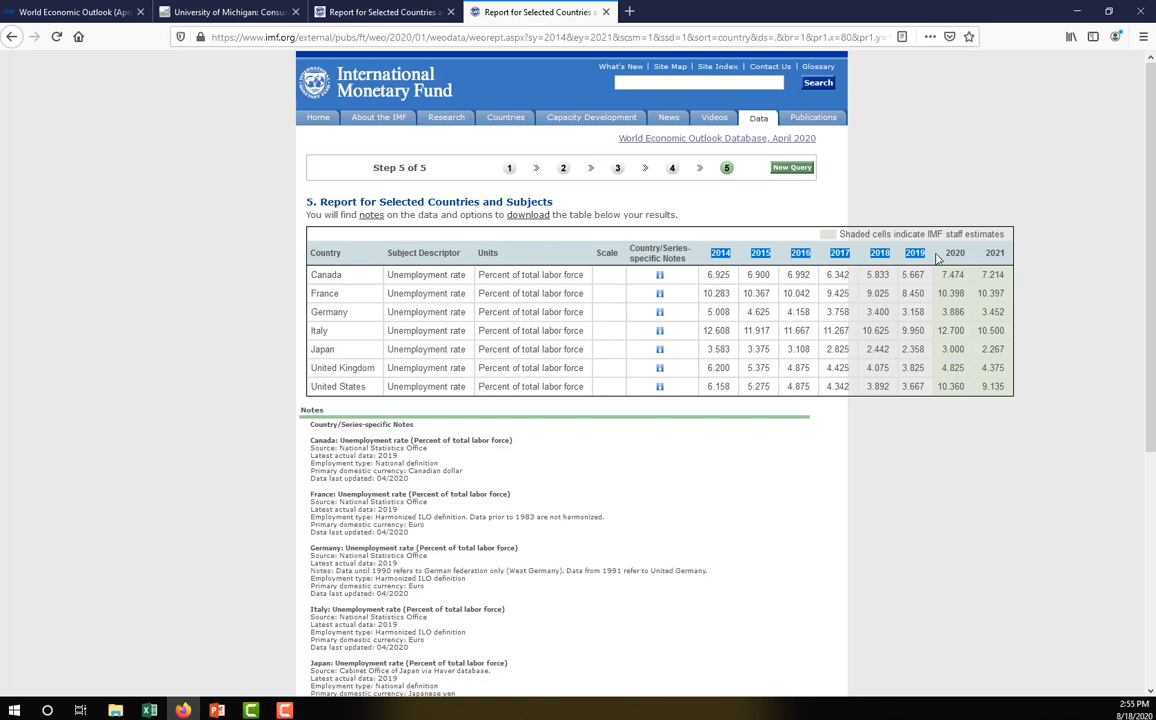 World Economic Outlook (Apri
University of Michigan: Consu
Report for Selected Countries a
Report for Selected Countries a
https://www.imf.org/external/pubs/ft/weo/2020/01/weodata/weorept.aspx?sy=2014&ey=2021&scsm=1&ssd=1&sort=country&ds=.&br=1&pr1.x=80&pr1.y=
What's New | Site Map | Site Index | Contact Us | Glossary
International
Monetary Fund
Search
Home About the IMF Research Countries Capacity Development News Videos Data Publications
World Economic Outlook Database, April 2020
Step 5 of 5 1 » 2 » 3 » 4 » 5 New Query
5. Report for Selected Countries and Subjects
You will find notes on the data and options to download the table below your results.
Shaded cells indicate IMF staff estimates
Country Subject Descriptor Units Scale Country/Series-specific Notes 2014 2015 2016 2017 2018 2019 2020 2021
Canada Unemployment rate Percent of total labor force 6.925 6.900 6.992 6.342 5.833 5.667 7.474 7.214
France Unemployment rate Percent of total labor force 10.283 10.367 10.042 9.425 9.025 8.450 10.398 10.397
Germany Unemployment rate Percent of total labor force 5.008 4.625 4.158 3.758 3.400 3.158 3.886 3.452
Italy Unemployment rate Percent of total labor force 12.608 11.917 11.667 11.267 10.625 9.950 12.700 10.500
Japan Unemployment rate Percent of total labor force 3.583 3.375 3.108 2.825 2.442 2.358 3.000 2.267
United Kingdom Unemployment rate Percent of total labor force 6.200 5.375 4.875 4.425 4.075 3.825 4.825 4.375
United States Unemployment rate Percent of total labor force 6.158 5.275 4.875 4.342 3.892 3.667 10.360 9.135
Notes
Country/Series-specific Notes
Canada: Unemployment rate (Percent of total labor force)
Source: National Statistics Office
Latest actual data: 2019
Employment type: National definition
Primary domestic currency: Canadian dollar
Data last updated: 04/2020
France: Unemployment rate (Percent of total labor force)
Source: National Statistics Office
Latest actual data: 2019
Employment type: Harmonized ILO definition. Data prior to 1983 are not harmonized.
Primary domestic currency: Euro
Data last updated: 04/2020
Germany: Unemployment rate (Percent of total labor force)
Source: National Statistics Office
Latest actual data: 2019
Notes: Data until 1990 refers to German federation only (West Germany). Data from 1991 refer to United Germany.
Employment type: Harmonized ILO definition
Primary domestic currency: Euro
Data last updated: 04/2020
Italy: Unemployment rate (Percent of total labor force)
Source: National Statistics Office
Latest actual data: 2019
Employment type: Harmonized ILO definition
Primary domestic currency: Euro
Data last updated: 04/2020
Japan: Unemployment rate (Percent of total labor force)
Source: Cabinet Office of Japan via Haver database.
Latest actual data: 2019
Employment type: National definition
Primary domestic currency: Japanese yen
2:55 PM
8/18/2020